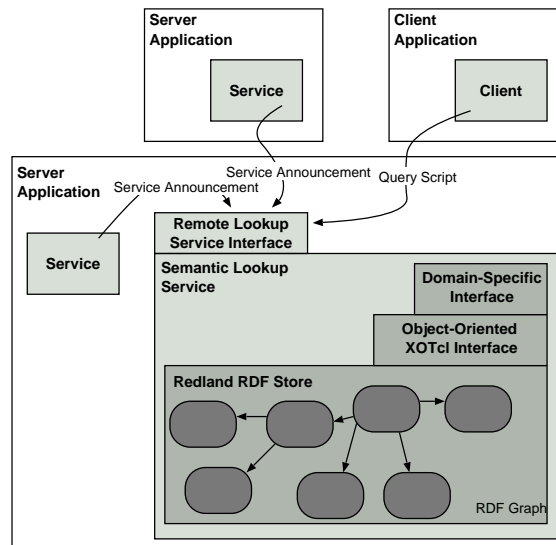 Server
Application
Service
Client
Application
Client
Server
Application
Service Announcement
Service Announcement
Query Script
Service
Remote Lookup
Service Interface
Semantic Lookup
Service
Domain-Specific
Interface
Object-Oriented
XOTcl Interface
Redland RDF Store
RDF Graph